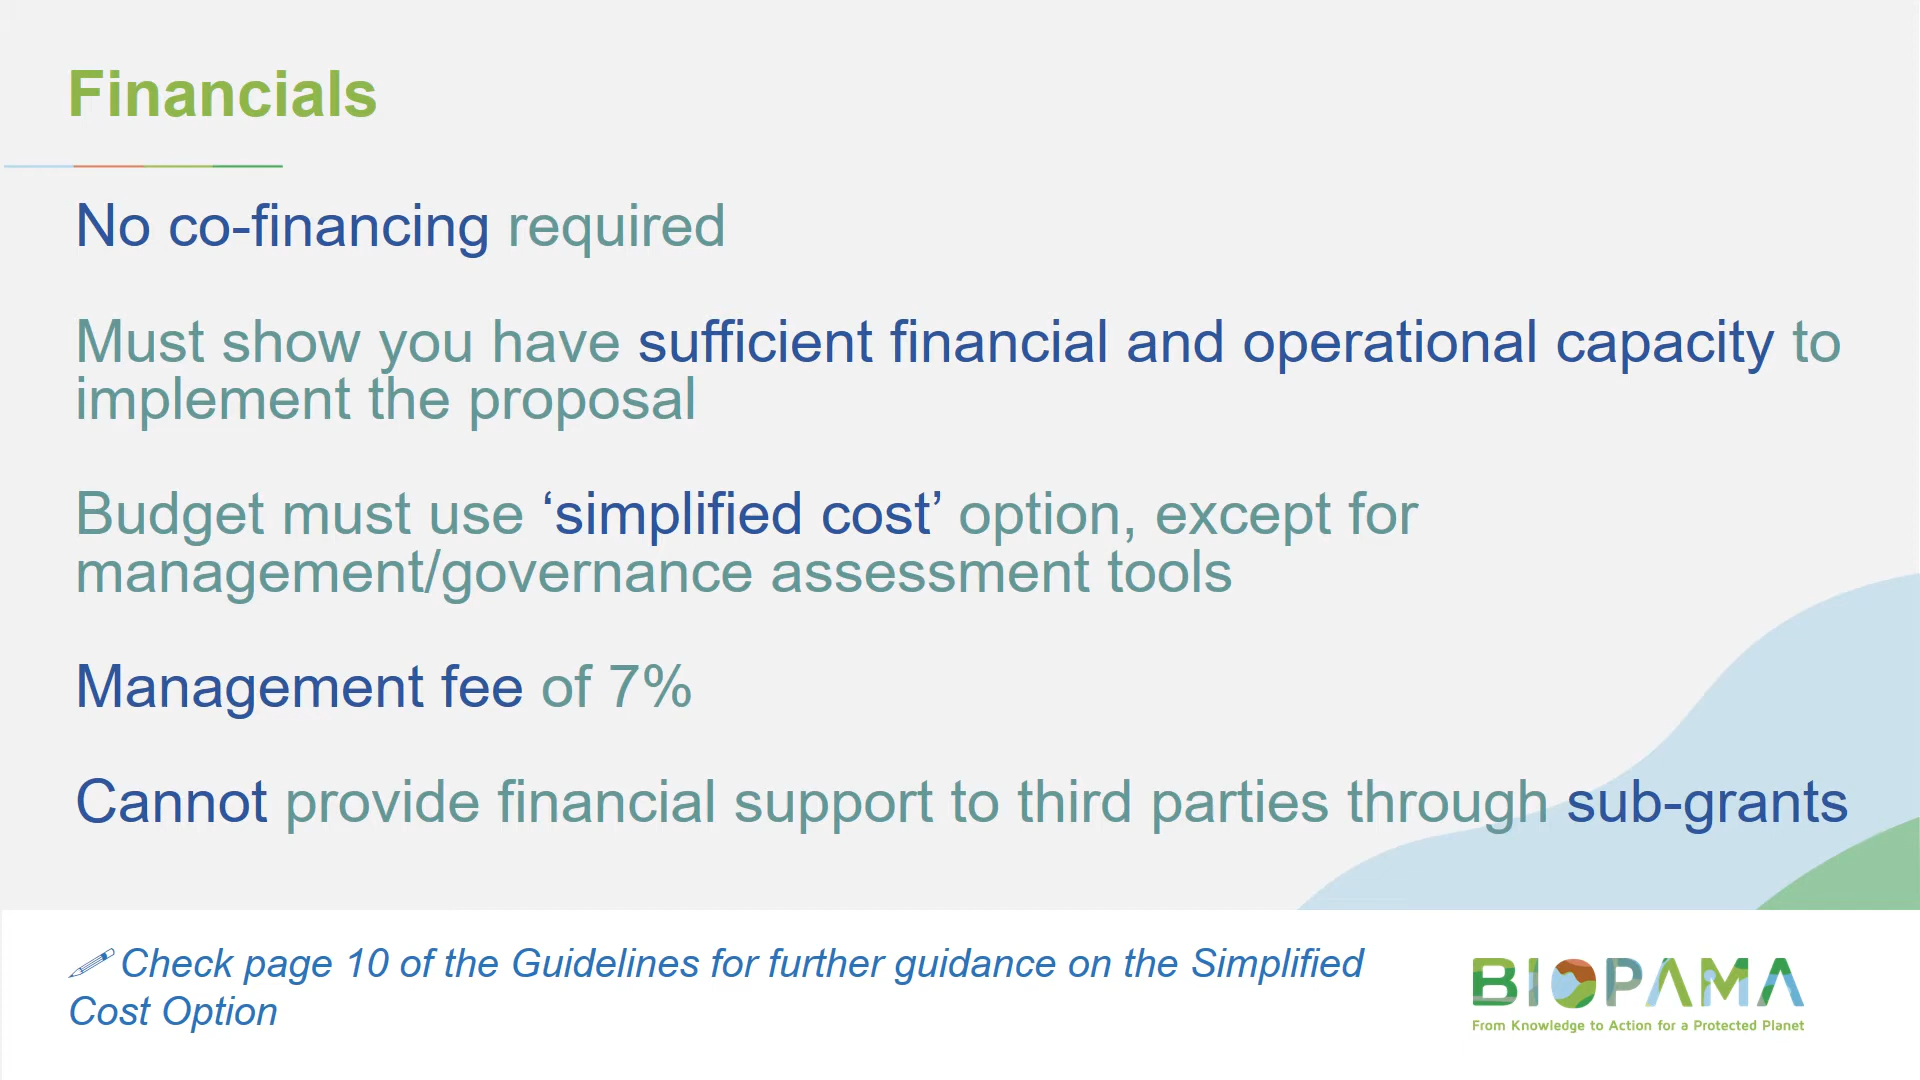 Financials
No co-financing required
Must show you have sufficient financial and operational capacity to
implement the proposal
Budget must use ‘simplified cost’ option, except for
management/governance assessment tools
Management fee of 7%
Cannot provide financial support to third parties through sub-grants
Check page 10 of the Guidelines for further guidance on the Simplified
Cost Option
BIOPAMA
From Knowledge to Action for a Protected Planet